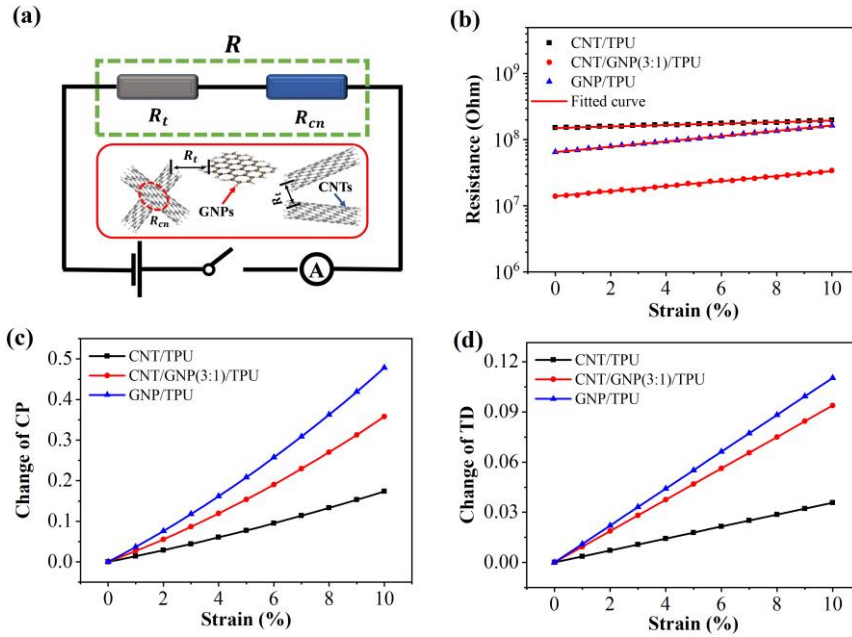 (a)
R
R_t
R_cn
R_t
GNPs
R_cn
CNTs
R_t
A
(b)
CNT/TPU
CNT/GNP(3:1)/TPU
GNP/TPU
Fitted curve
10^9
10^8
10^7
10^6
Resistance (Ohm)
0 2 4 6 8 10
Strain (%)
(c)
CNT/TPU
CNT/GNP(3:1)/TPU
GNP/TPU
0.5
0.4
0.3
0.2
0.1
0.0
Change of CP
0 2 4 6 8 10
Strain (%)
(d)
CNT/TPU
CNT/GNP(3:1)/TPU
GNP/TPU
0.12
0.09
0.06
0.03
0.00
Change of TD
0 2 4 6 8 10
Strain (%)